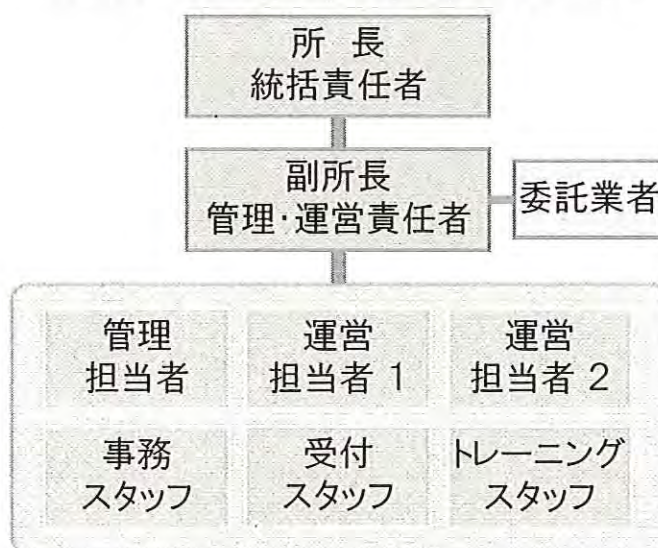 所 長
統括責任者
副所長
管理・運営責任者
委託業者
管理
担当者
運営
担当者 1
運営
担当者 2
事務
スタッフ
受付
スタッフ
トレーニング
スタッフ